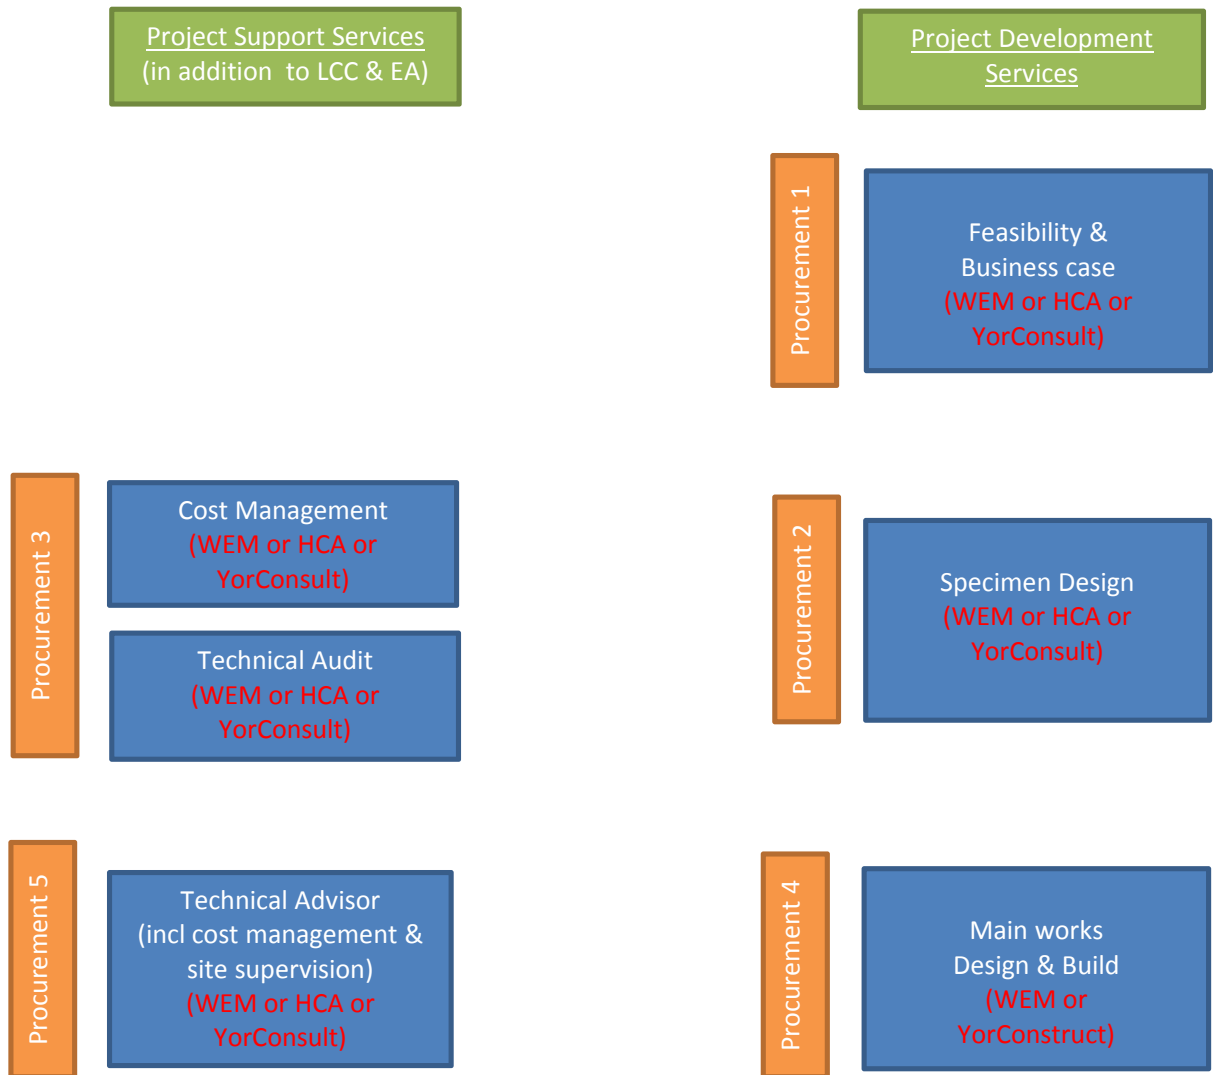 Project Support Services
(in addition  to LCC & EA)
Project Development
Services
Procurement 1
Feasibility &
Business case
(WEM or HCA or
YorConsult)
Procurement 3
Cost Management
(WEM or HCA or
YorConsult)
Technical Audit
(WEM or HCA or
YorConsult)
Procurement 2
Specimen Design
(WEM or HCA or
YorConsult)
Procurement 5
Technical Advisor
(incl cost management &
site supervision)
(WEM or HCA or
YorConsult)
Procurement 4
Main works
Design & Build
(WEM or
YorConstruct)